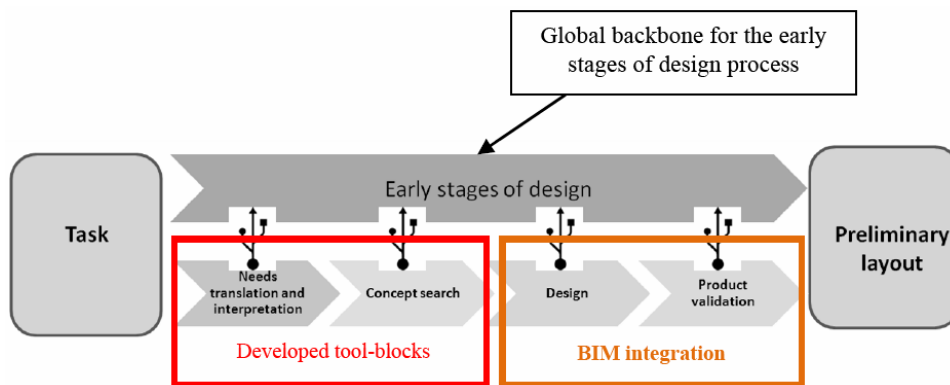 Global backbone for the early
stages of design process
Early stages of design
Task
Preliminary
layout
Needs
translation and
interpretation
Concept search
Design
Product
validation
Developed tool-blocks
BIM integration